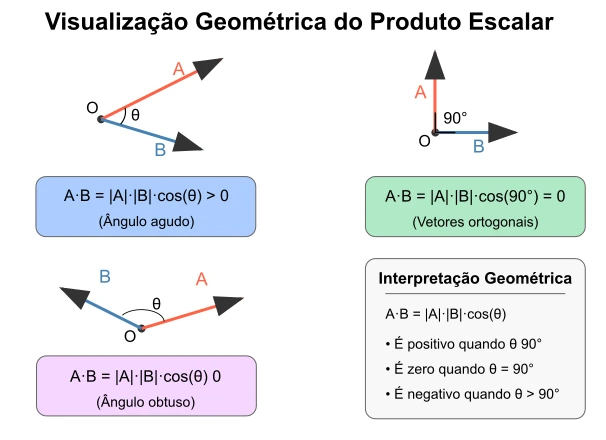 Visualização Geométrica do Produto Escalar
A
O
θ
B
A
90°
O
B
A·B = |A|·|B|·cos(θ) > 0
(Ângulo agudo)
A·B = |A|·|B|·cos(90°) = 0
(Vetores ortogonais)
B
A
θ
O
A·B = |A|·|B|·cos(θ) 0
(Ângulo obtuso)
Interpretação Geométrica
A·B = |A|·|B|·cos(θ)
• É positivo quando θ 90°
• É zero quando θ = 90°
• É negativo quando θ > 90°